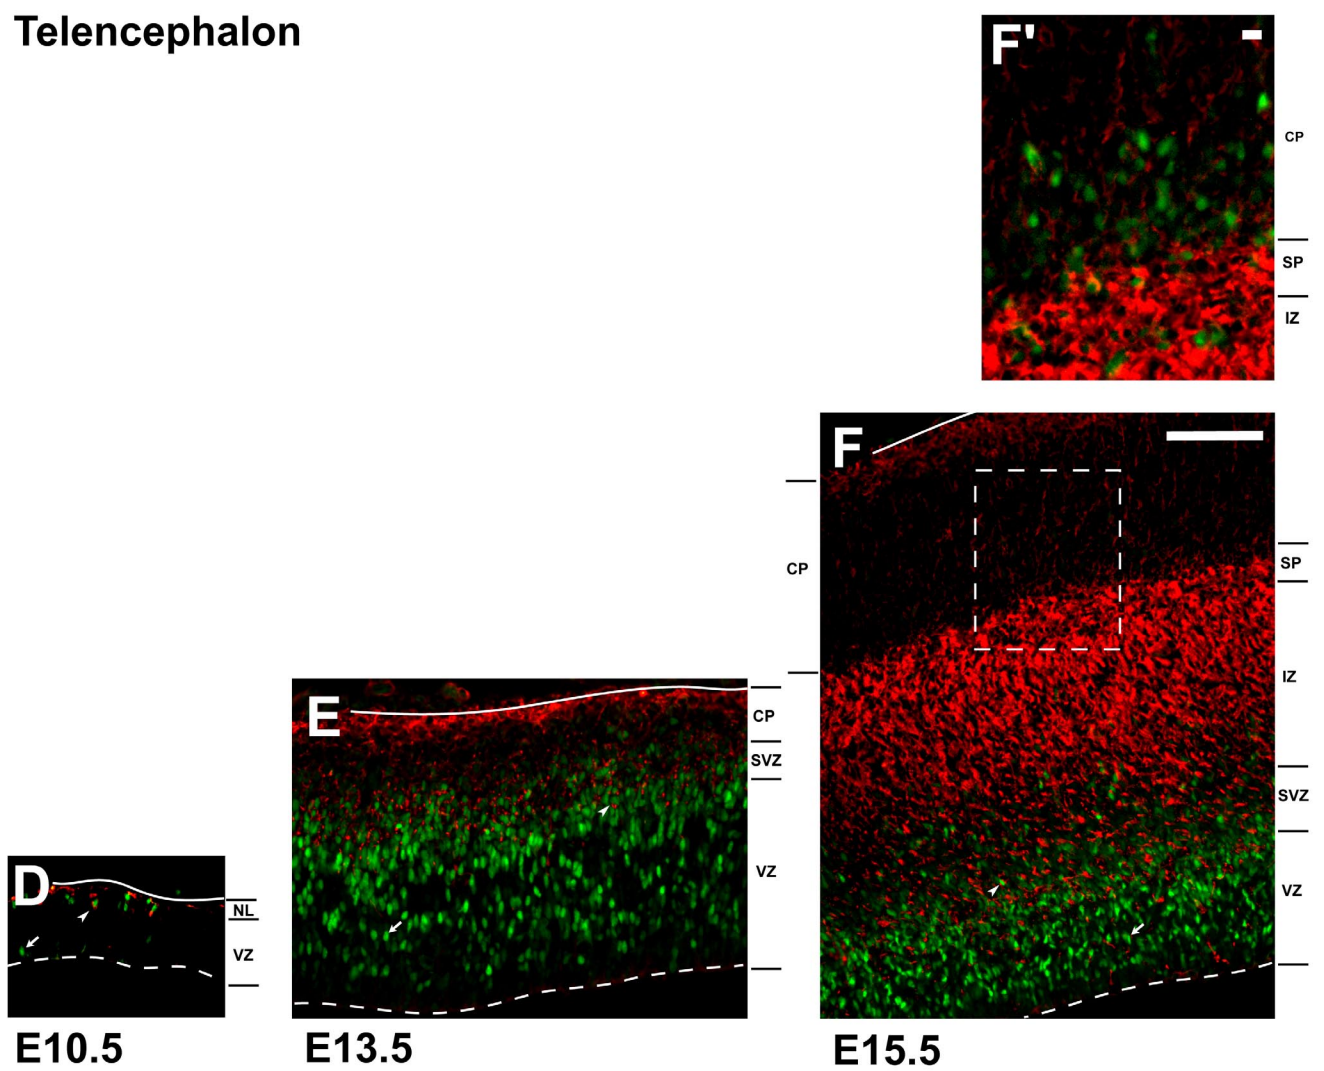 Telencephalon
F'
CP
SP
IZ
F
CP
SP
IZ
SVZ
VZ
E
CP
SVZ
VZ
D
NL
VZ
E10.5
E13.5
E15.5